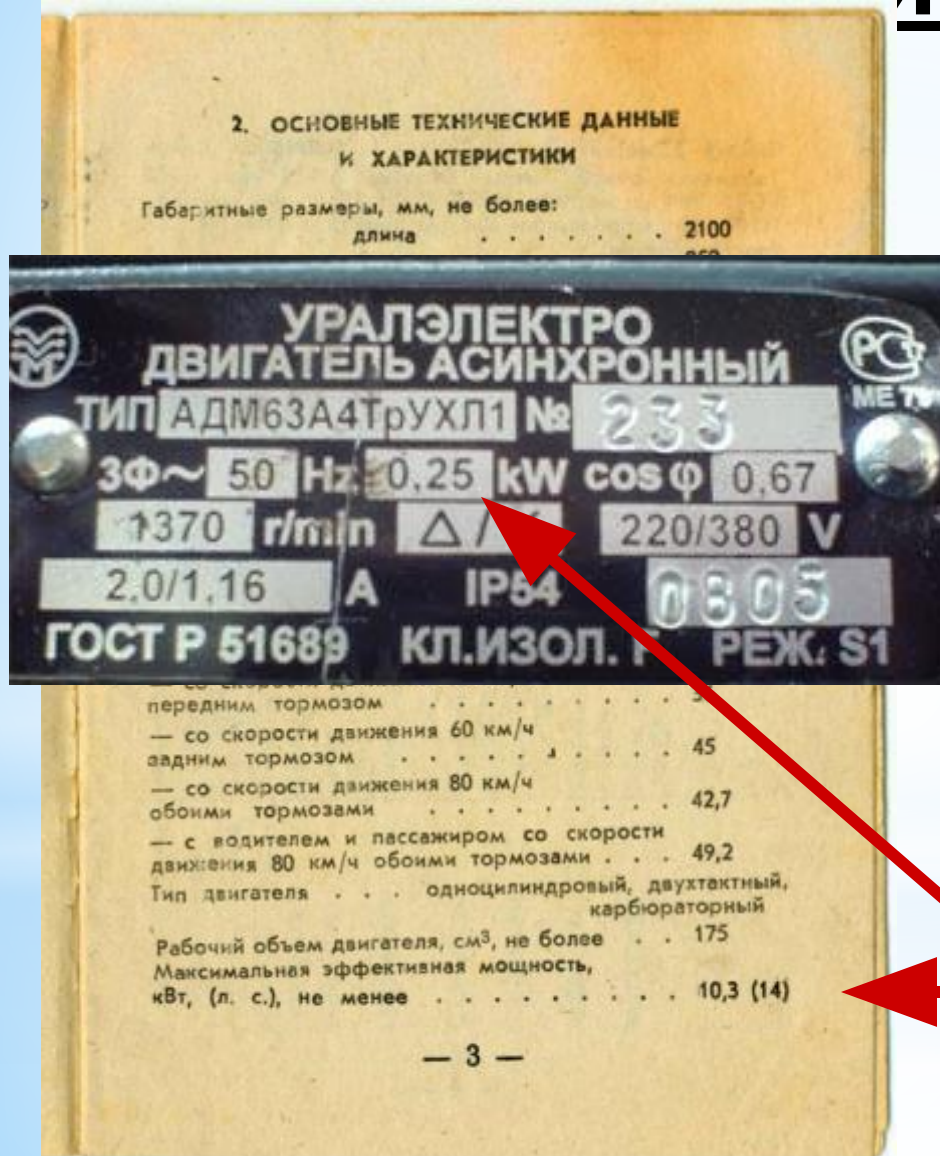 2. ОСНОВНЫЕ ТЕХНИЧЕСКИЕ ДАННЫЕ
И ХАРАКТЕРИСТИКИ
Габаритные размеры, мм, не более:
длина . . . . . . . 2100
УРАЛЭЛЕКТРО
ДВИГАТЕЛЬ АСИНХРОННЫЙ
РСТ
ТИП АДМ63А4ТрУХЛ1 № 233
3Ф~ 50 Hz 0,25 kW cos φ 0,67
1370 r/min △/ 220/380 V
2.0/1,16 A IP54 0805
ГОСТ Р 51689 КЛ.ИЗОЛ. F РЕЖ. S1
— со скорости
передним тормозом . . . . . . . . .
— со скорости движения 60 км/ч
задним тормозом . . . . . . . . . 45
— со скорости движения 80 км/ч
обоими тормозами . . . . . . . . . 42,7
— с водителем и пассажиром со скорости
движения 80 км/ч обоими тормозами . . . 49,2
Тип двигателя . . . одноцилиндровый, двухтактный,
карбюраторный
Рабочий объем двигателя, см³, не более . . 175
Максимальная эффективная мощность,
кВт, (л. с.), не менее . . . . . . . . . 10,3 (14)
— 3 —